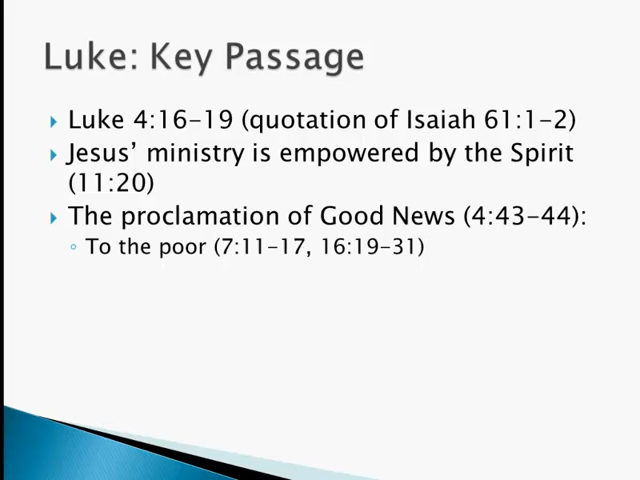 Luke: Key Passage
Luke 4:16-19 (quotation of Isaiah 61:1-2)
Jesus’ ministry is empowered by the Spirit
(11:20)
The proclamation of Good News (4:43-44):
To the poor (7:11-17, 16:19-31)